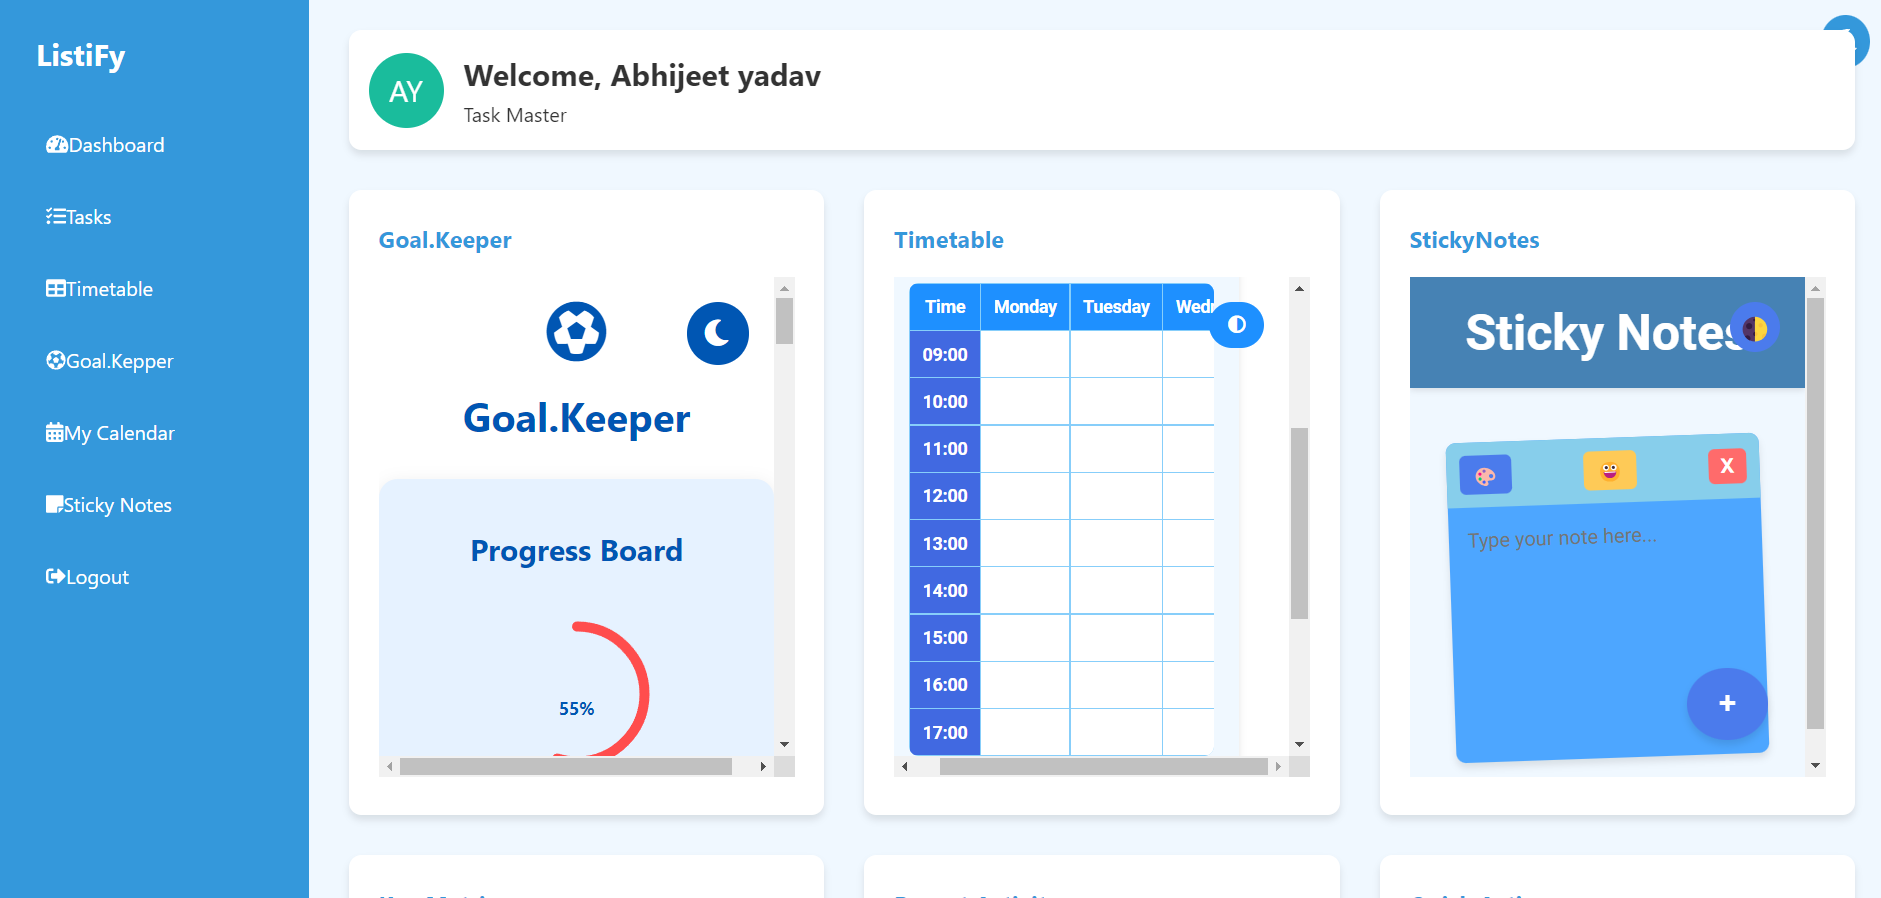 ListiFy
Dashboard
Tasks
Timetable
Goal.Kepper
My Calendar
Sticky Notes
Logout
AY
Welcome, Abhijeet yadav
Task Master
Goal.Keeper
Goal.Keeper
Progress Board
55%
Timetable
Time Monday Tuesday
09:00
10:00
11:00
12:00
13:00
14:00
15:00
16:00
17:00
StickyNotes
Sticky Notes
X
Type your note here...
+